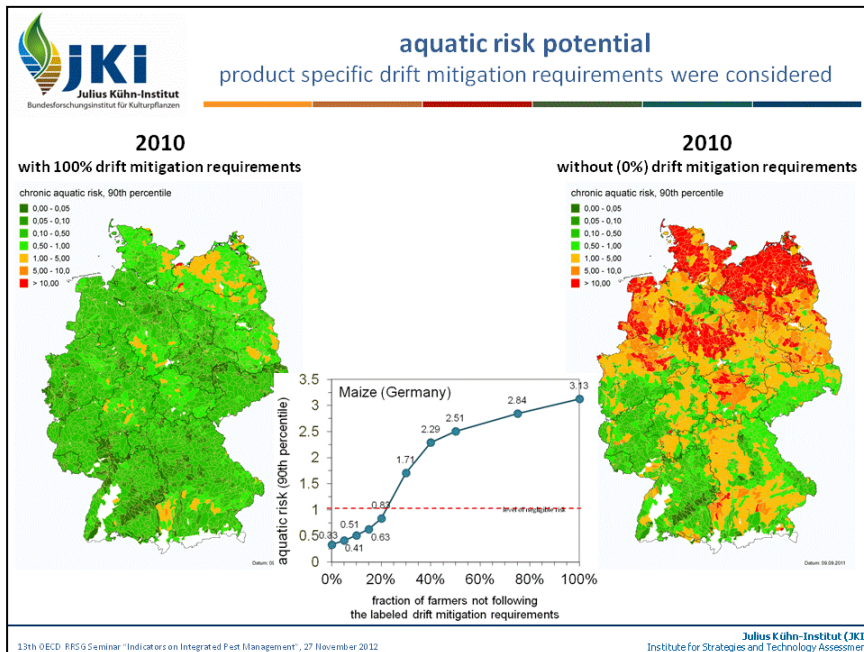 JKI
Julius Kühn-Institut
Bundesforschungsinstitut für Kulturpflanzen
aquatic risk potential
product specific drift mitigation requirements were considered
2010
with 100% drift mitigation requirements
chronic aquatic risk, 90th percentile
0,00 - 0,05
0,05 - 0,10
0,10 - 0,50
0,50 - 1,00
1,00 - 5,00
5,00 - 10,0
> 10,00
2010
without (0%) drift mitigation requirements
chronic aquatic risk, 90th percentile
0,00 - 0,05
0,05 - 0,10
0,10 - 0,50
0,50 - 1,00
1,00 - 5,00
5,00 - 10,0
> 10,00
Maize (Germany)
aquatic risk (90th percentile)
3.5
3
2.5
2
1.5
1
0.5
0
0.33
0.41
0.51
0.63
0.83
1.71
2.29
2.51
2.84
3.13
level of negligible risk
0% 20% 40% 60% 80% 100%
fraction of farmers not following
the labeled drift mitigation requirements
Datum: 09.09.2011
13th OECD RRSG Seminar "Indicators on Integrated Pest Management", 27 November 2012
Julius Kühn-Institut (JKI
Institute for Strategies and Technology Assessmen